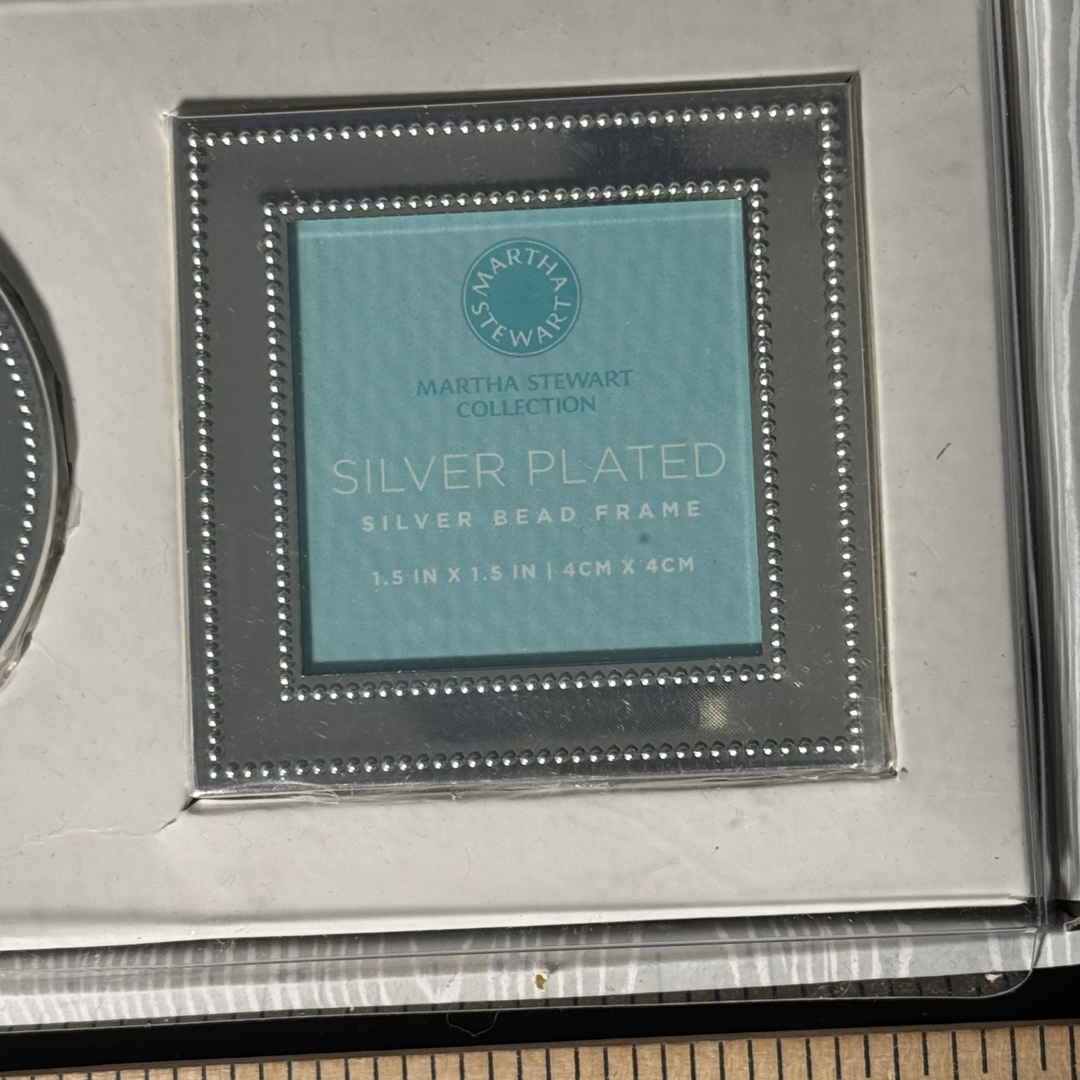 MARTHA STEWART
MARTHA STEWART
COLLECTION
SILVER PLATED
SILVER BEAD FRAME
1.5 IN X 1.5 IN | 4CM X 4CM